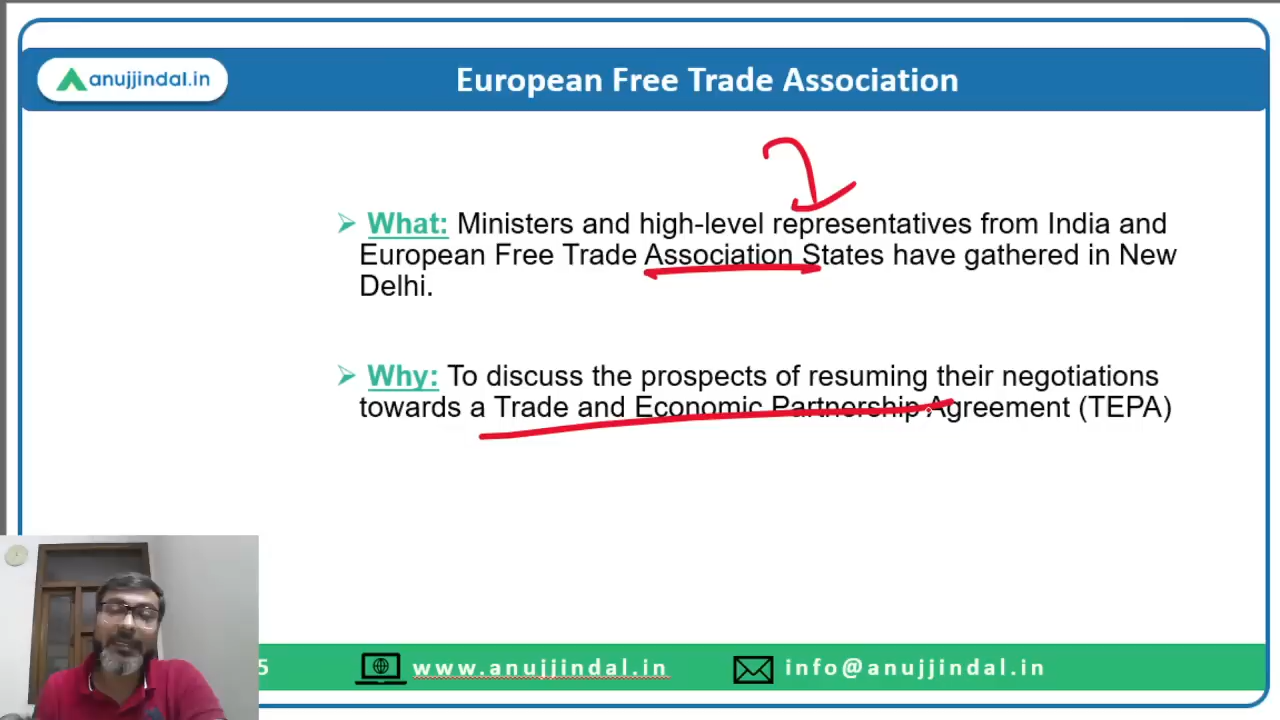 anujjindal.in
European Free Trade Association
What: Ministers and high-level representatives from India and
European Free Trade Association States have gathered in New
Delhi.
Why: To discuss the prospects of resuming their negotiations
towards a Trade and Economic Partnership Agreement (TEPA)
5
www.anujjindal.in
info@anujjindal.in